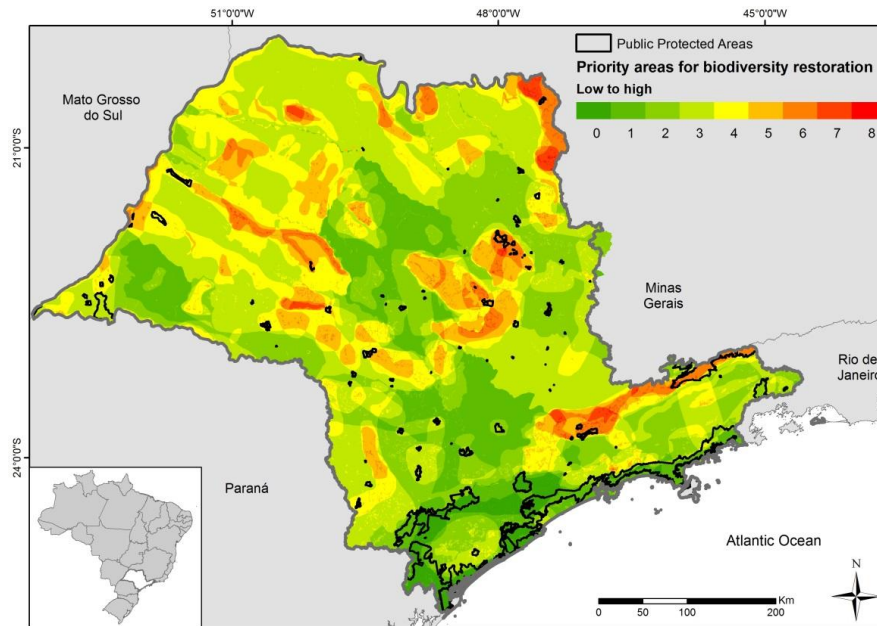 51°0'0"W
48°0'0"W
45°0'0"W
Public Protected Areas
Priority areas for biodiversity restoration
Low to high
0 1 2 3 4 5 6 7 8
Mato Grosso
do Sul
21°0'0"S
Minas
Gerais
Rio de
Janeiro
24°0'0"S
Paraná
Atlantic Ocean
Km
0 50 100 200